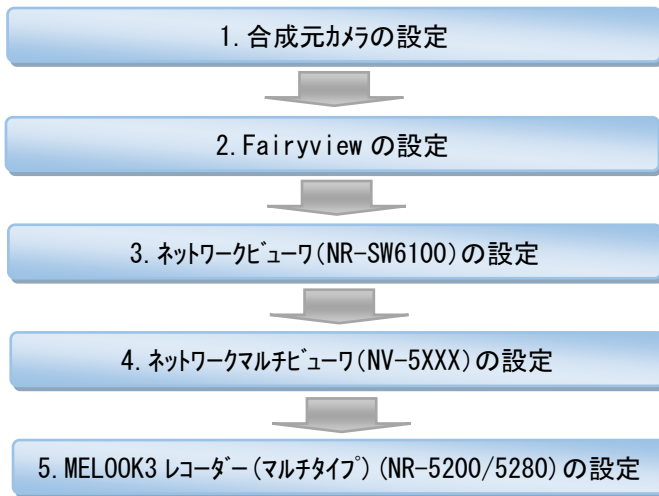 1.合成元ｶﾒﾗの設定
2.Fairyview の設定
3.ﾈｯﾄﾜｰｸﾋﾞｭｰﾜ(NR-SW6100)の設定
4.ﾈｯﾄﾜｰｸﾏﾙﾁﾋﾞｭｰﾜ(NV-5XXX)の設定
5.MELOOK3 ﾚｺｰﾀﾞｰ(ﾏﾙﾁﾀｲﾌﾟ)(NR-5200/5280)の設定